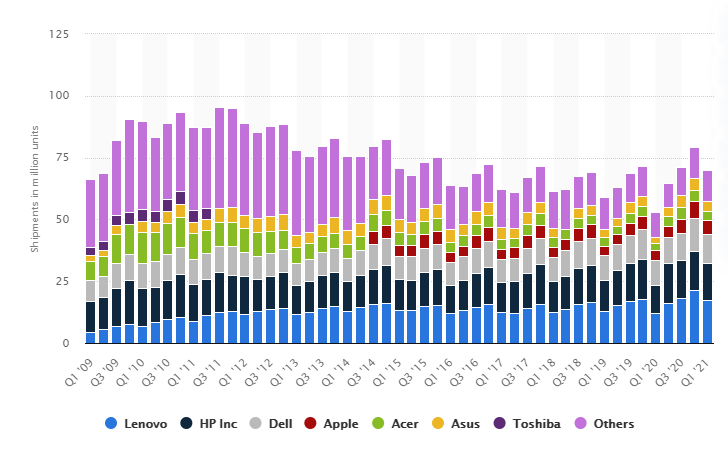 125
100
75
50
25
0
Shipments in million units
Q1 '09
Q3 '09
Q1 '10
Q3 '10
Q1 '11
Q3 '11
Q1 '12
Q3 '12
Q1 '13
Q3 '13
Q1 '14
Q3 '14
Q1 '15
Q3 '15
Q1 '16
Q3 '16
Q1 '17
Q3 '17
Q1 '18
Q3 '18
Q1 '19
Q3 '19
Q1 '20
Q3 '20
Q1 '21
Lenovo HP Inc Dell Apple Acer Asus Toshiba Others